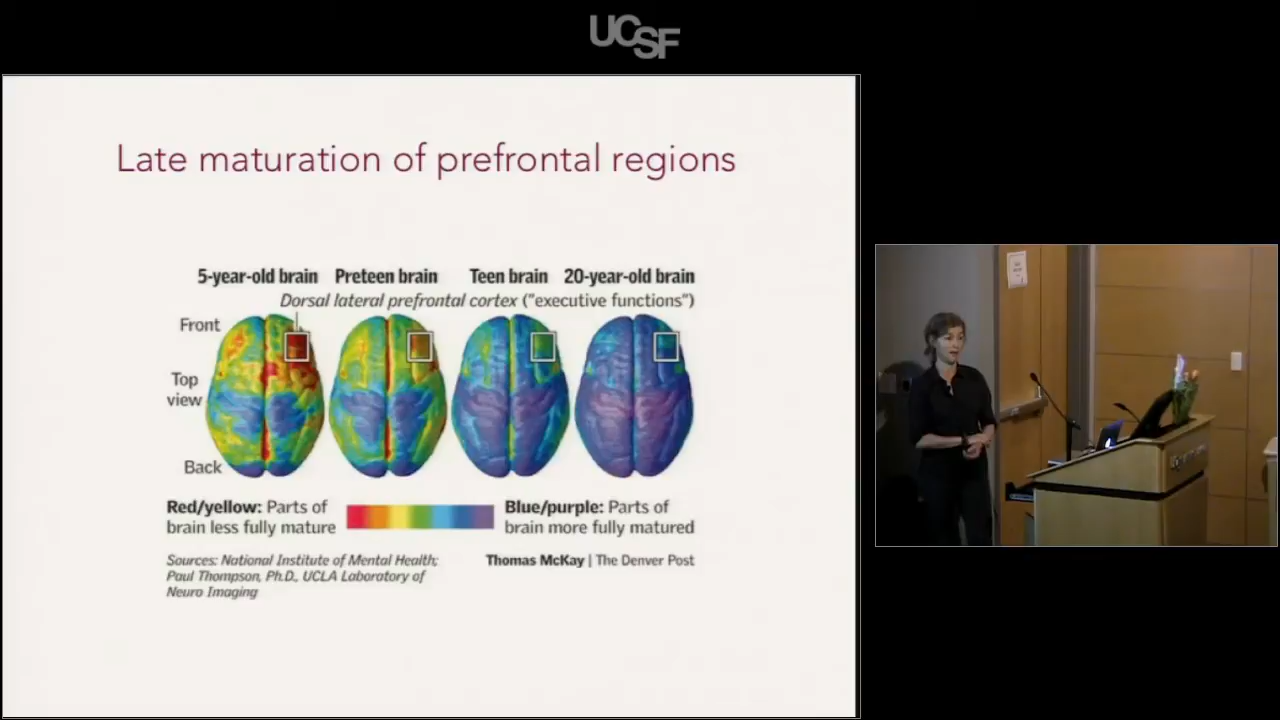 UCSF
Late maturation of prefrontal regions
5-year-old brain Preteen brain Teen brain 20-year-old brain
Dorsal lateral prefrontal cortex ("executive functions")
Front
Top
view
Back
Red/yellow: Parts of
brain less fully mature
Blue/purple: Parts of
brain more fully matured
Sources: National Institute of Mental Health;
Paul Thompson, Ph.D., UCLA Laboratory of
Neuro Imaging
Thomas McKay | The Denver Post